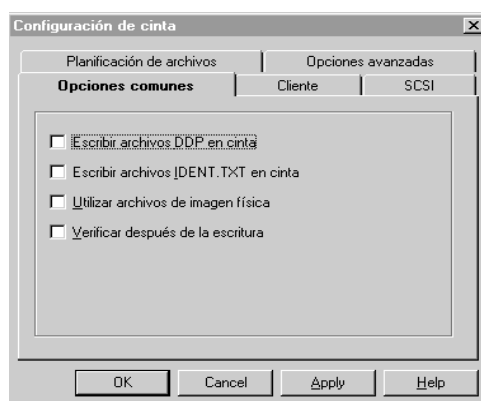 Configuración de cinta
Planificación de archivos
Opciones avanzadas
Opciones comunes
Cliente
SCSI
Escribir archivos DDP en cinta
Escribir archivos IDENT.TXT en cinta
Utilizar archivos de imagen física
Verificar después de la escritura
OK
Cancel
Apply
Help